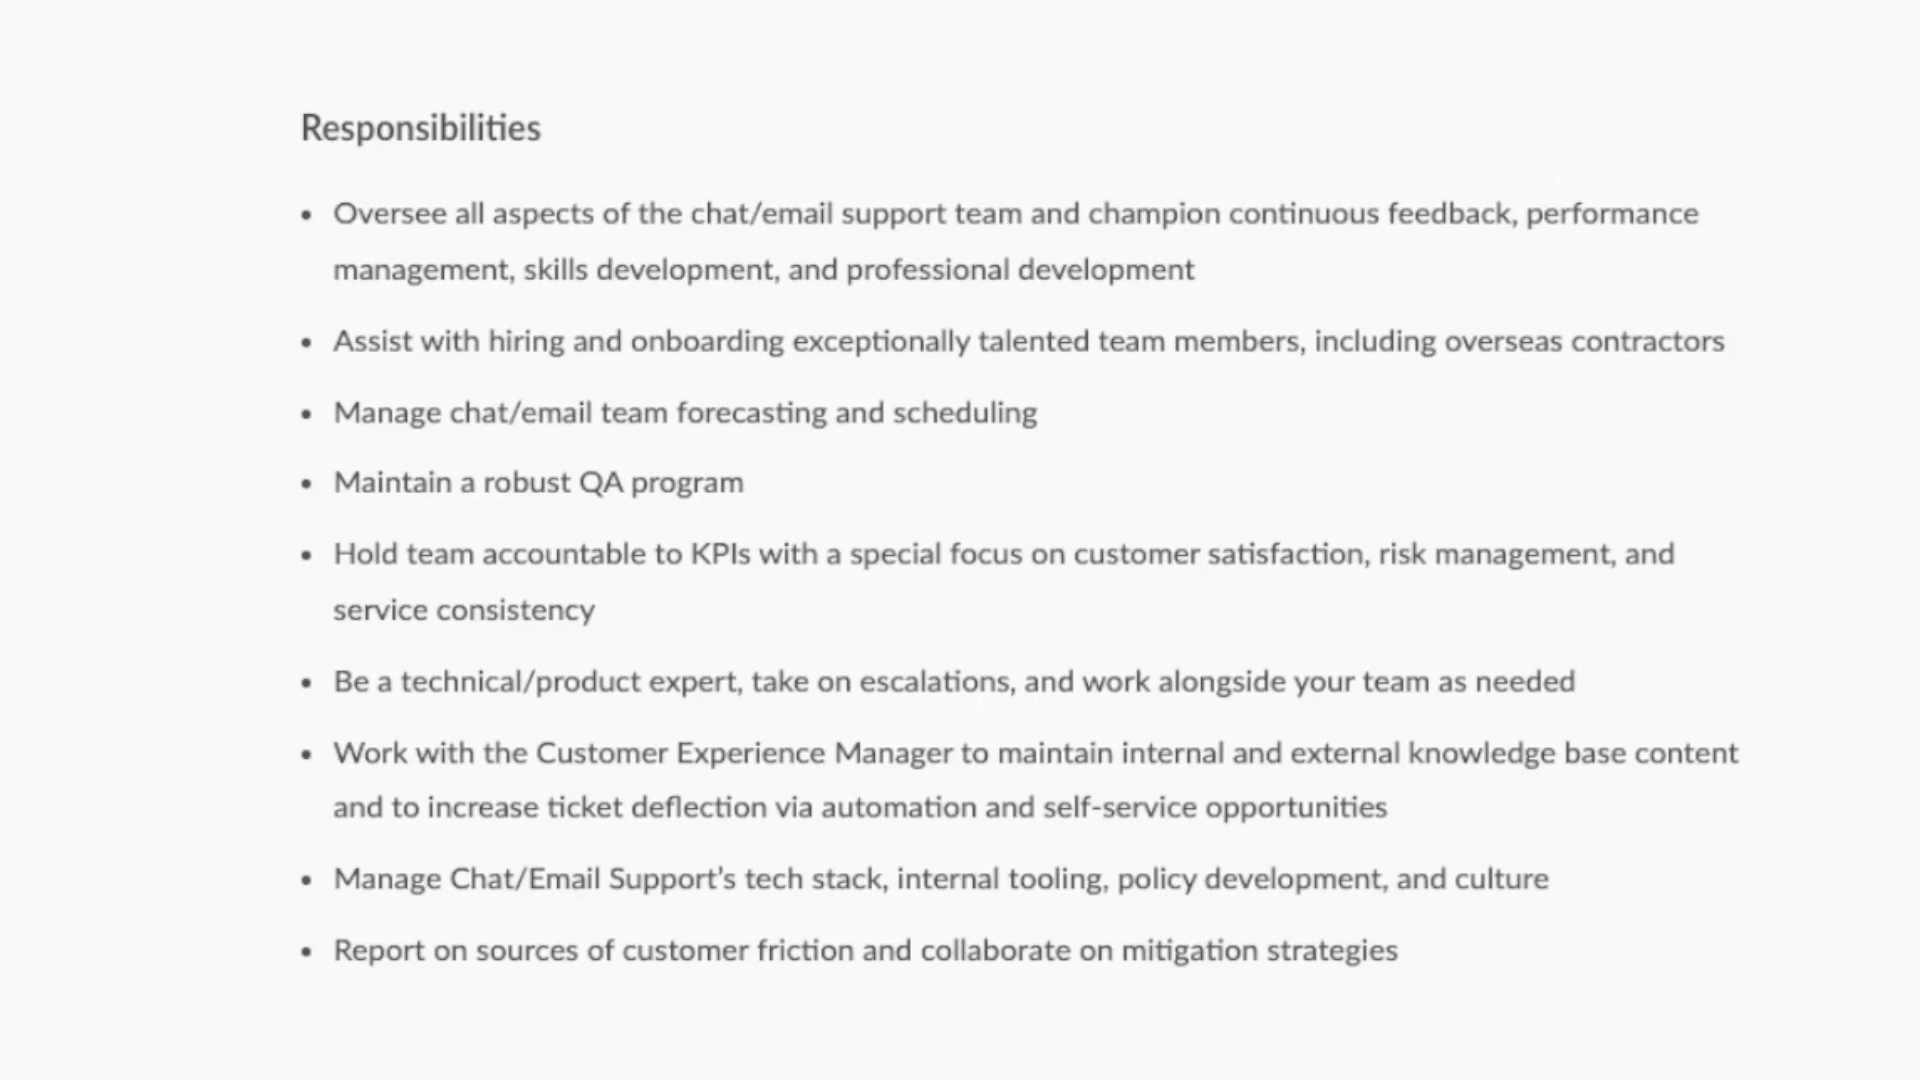 Responsibilities
• Oversee all aspects of the chat/email support team and champion continuous feedback, performance
management, skills development, and professional development
• Assist with hiring and onboarding exceptionally talented team members, including overseas contractors
• Manage chat/email team forecasting and scheduling
• Maintain a robust QA program
• Hold team accountable to KPIs with a special focus on customer satisfaction, risk management, and
service consistency
• Be a technical/product expert, take on escalations, and work alongside your team as needed
• Work with the Customer Experience Manager to maintain internal and external knowledge base content
and to increase ticket deflection via automation and self-service opportunities
• Manage Chat/Email Support’s tech stack, internal tooling, policy development, and culture
• Report on sources of customer friction and collaborate on mitigation strategies